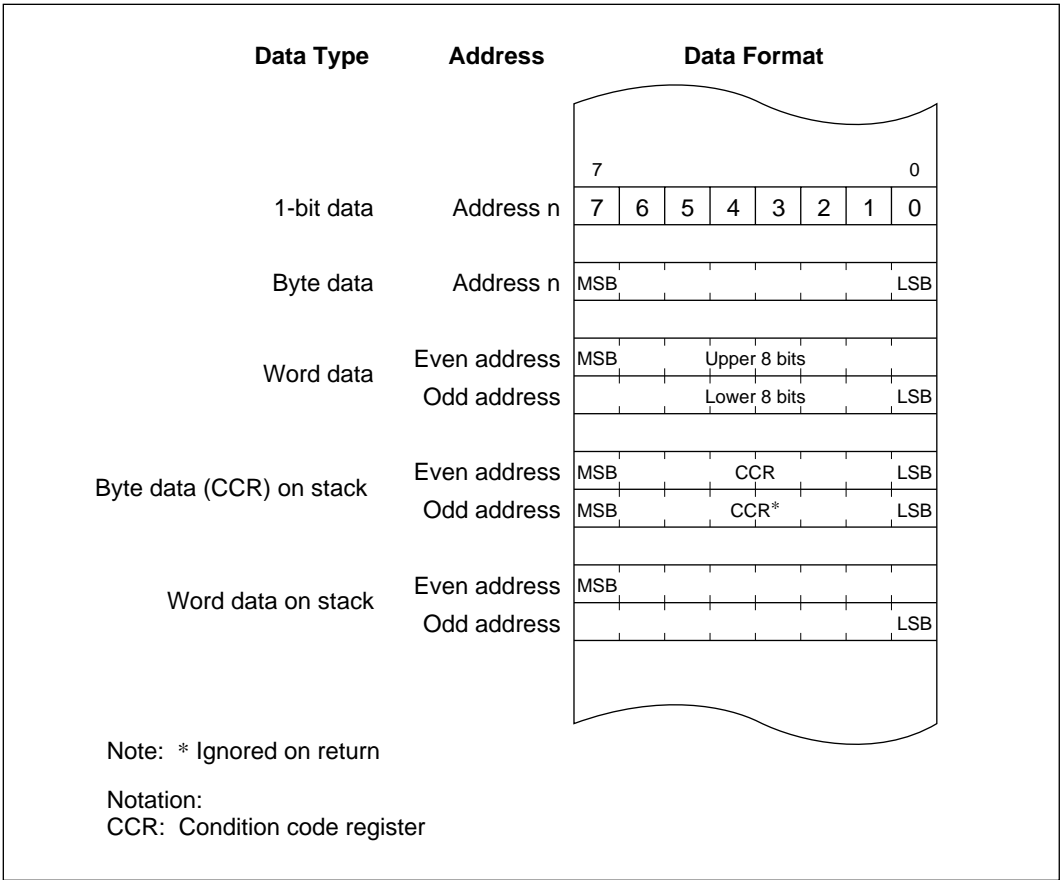 Data Type Address Data Format
7 0
1-bit data Address n 7 6 5 4 3 2 1 0
Byte data Address n MSB LSB
Word data
Even address MSB Upper 8 bits
Odd address Lower 8 bits LSB
Byte data (CCR) on stack
Even address MSB CCR LSB
Odd address MSB CCR* LSB
Word data on stack
Even address MSB
Odd address LSB
Note: * Ignored on return
Notation:
CCR: Condition code register